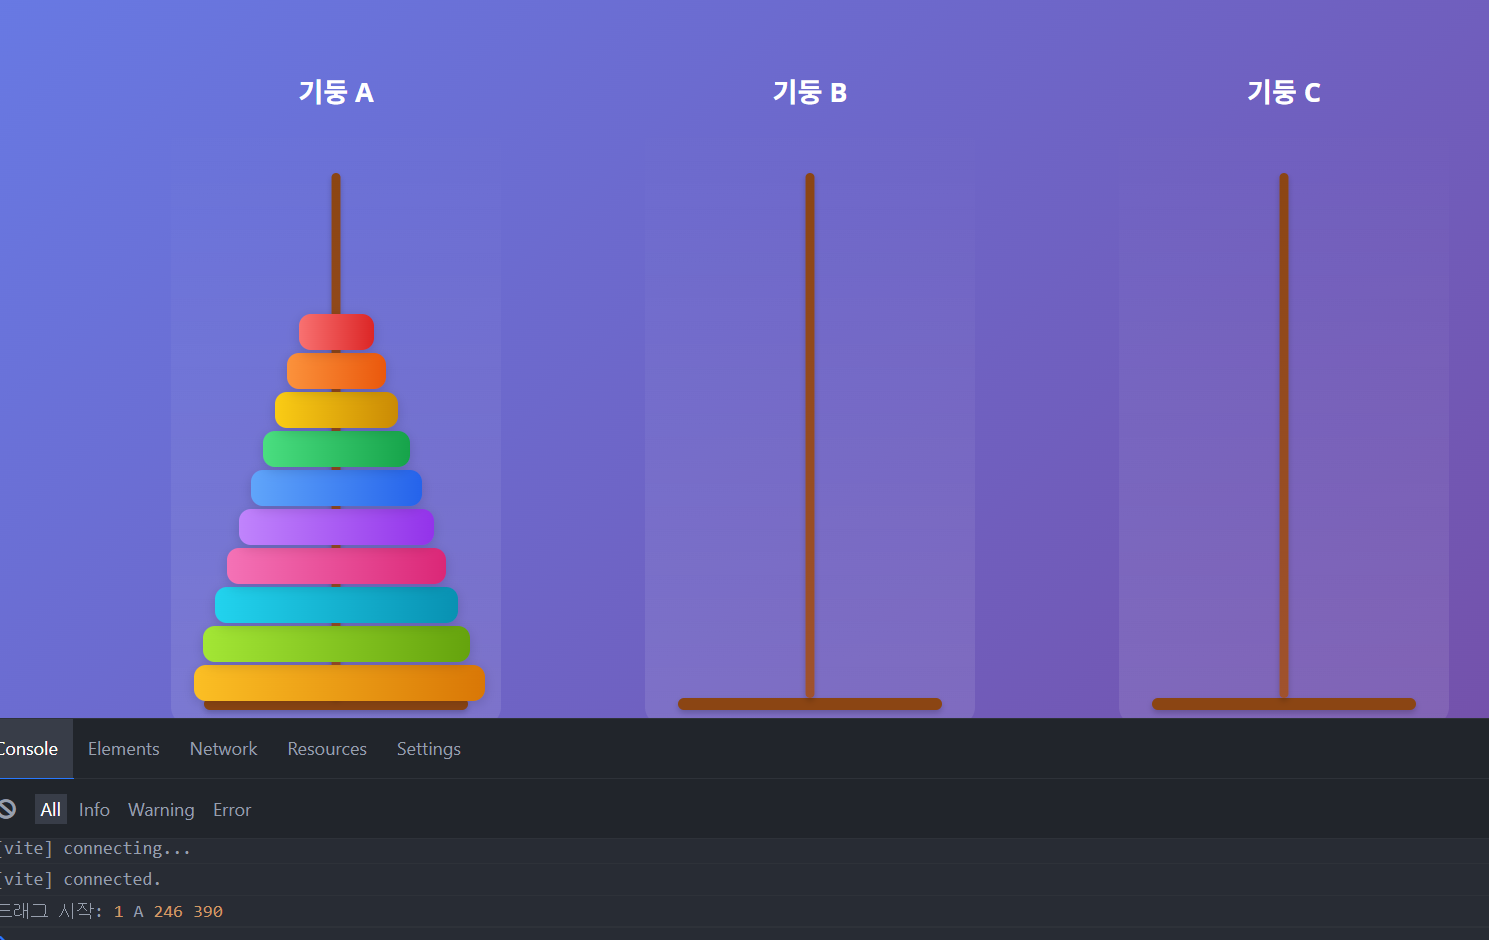 기둥 A 기둥 B 기둥 C
Console Elements Network Resources Settings
All Info Warning Error
[vite] connecting...
[vite] connected.
드래그 시작: 1 A 246 390